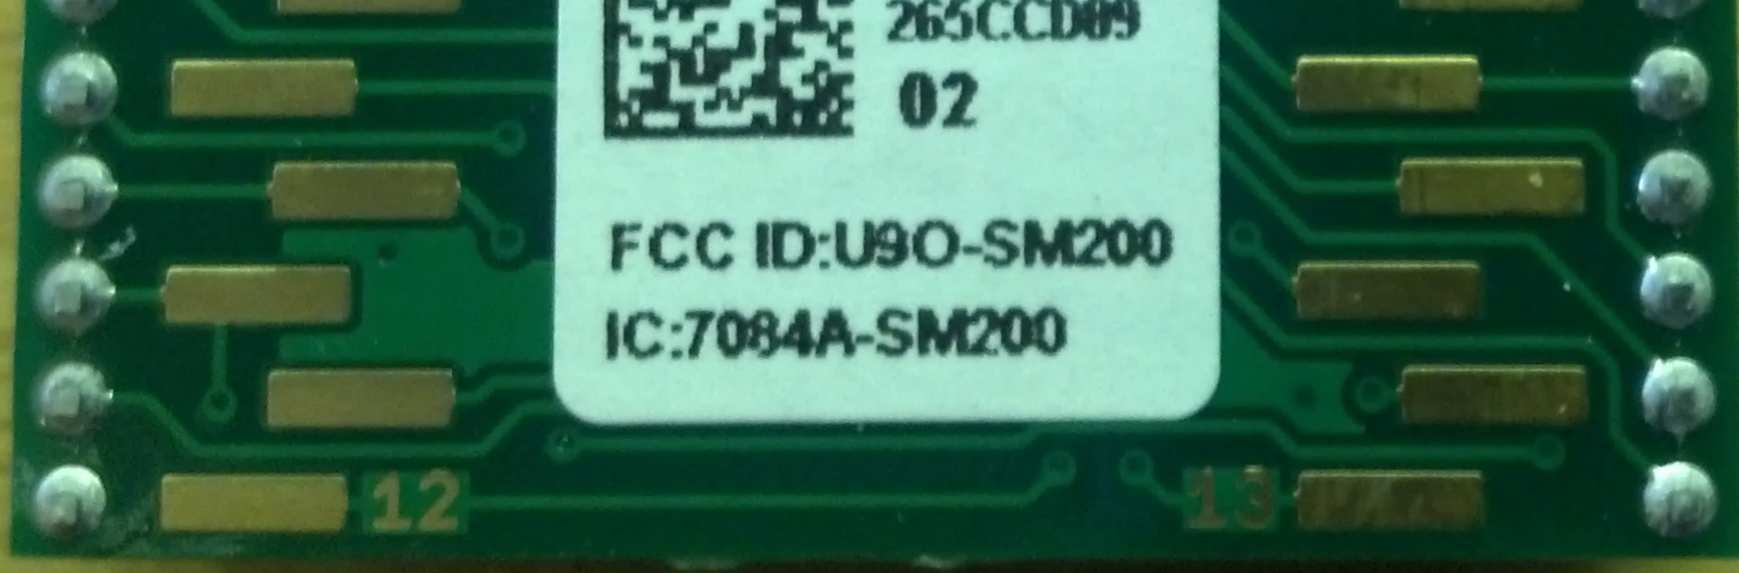 265CCD09
02
FCC ID:U9O-SM200
IC:7084A-SM200
12 13